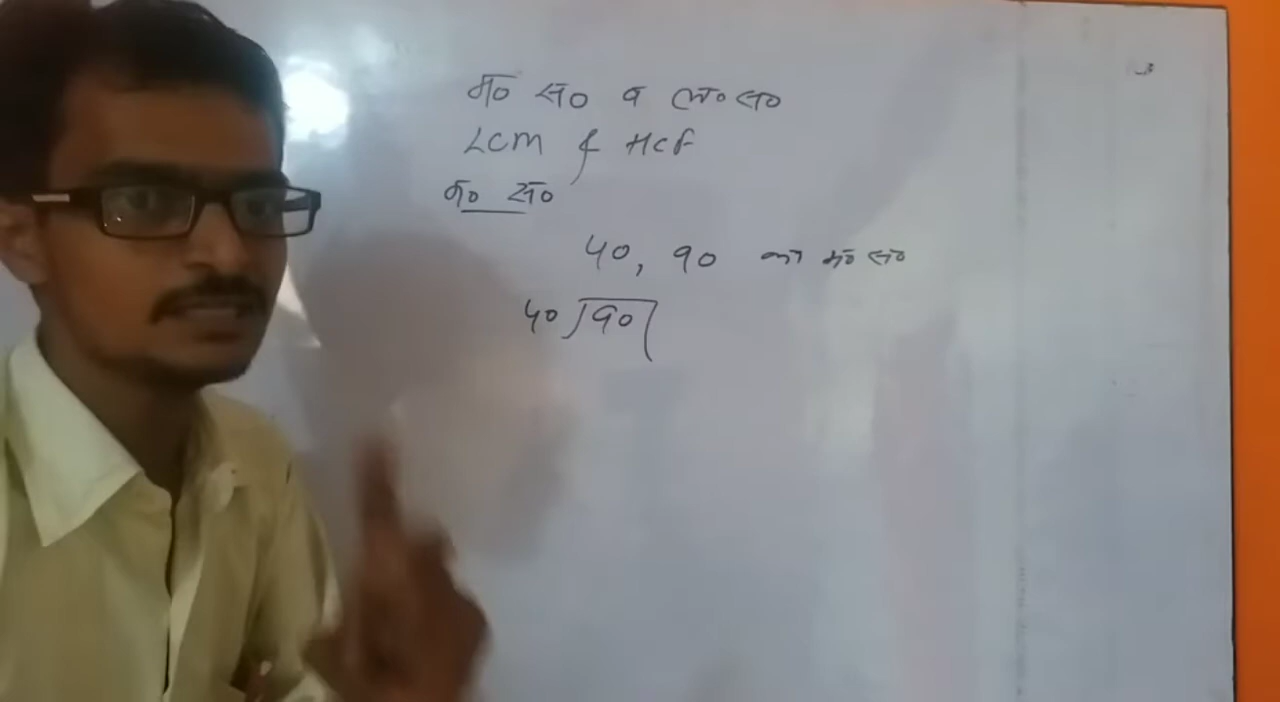 म० स० व ल० स०
LCM & HCF
म० स०
40, 90 का म० स०
40 ) 90 (